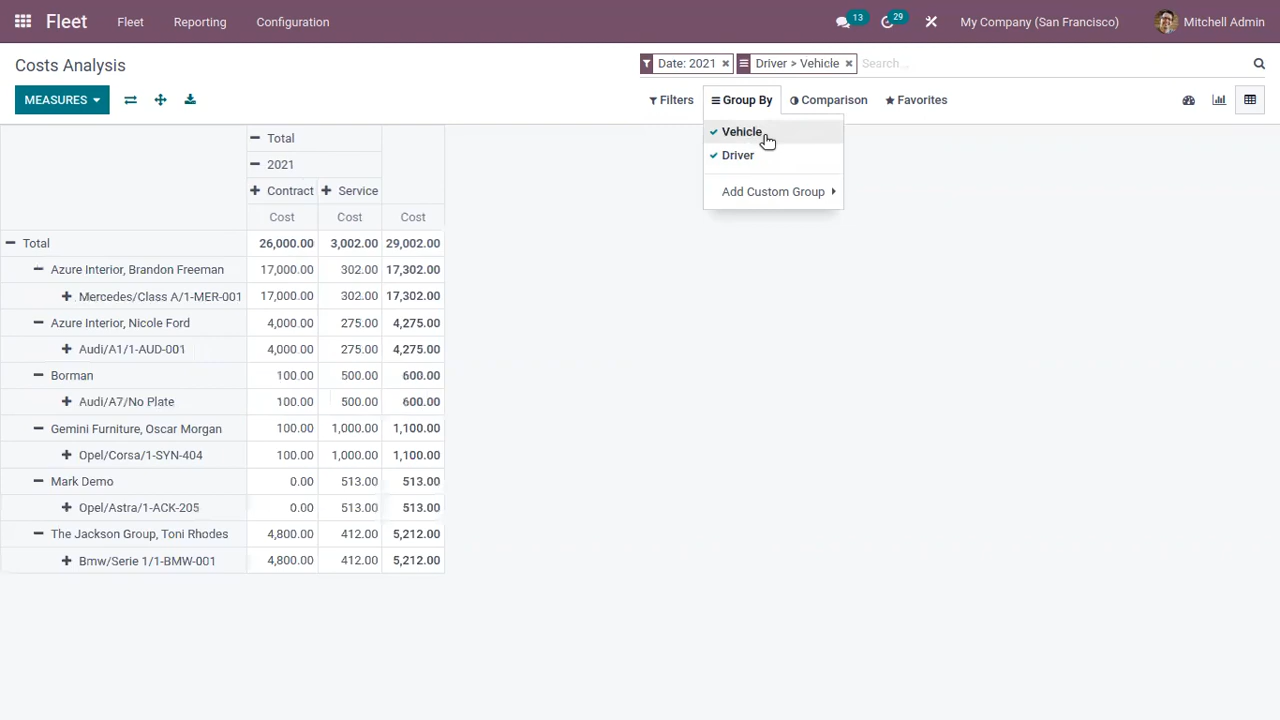 Fleet Fleet Reporting Configuration 13 29 My Company (San Francisco) Mitchell Admin
Costs Analysis Date: 2021 Driver > Vehicle Search...
MEASURES Filters Group By Comparison Favorites
Vehicle
Driver
Add Custom Group
Total
2021
Contract Service
Cost Cost Cost
Total 26,000.00 3,002.00 29,002.00
Azure Interior, Brandon Freeman 17,000.00 302.00 17,302.00
Mercedes/Class A/1-MER-001 17,000.00 302.00 17,302.00
Azure Interior, Nicole Ford 4,000.00 275.00 4,275.00
Audi/A1/1-AUD-001 4,000.00 275.00 4,275.00
Borman 100.00 500.00 600.00
Audi/A7/No Plate 100.00 500.00 600.00
Gemini Furniture, Oscar Morgan 100.00 1,000.00 1,100.00
Opel/Corsa/1-SYN-404 100.00 1,000.00 1,100.00
Mark Demo 0.00 513.00 513.00
Opel/Astra/1-ACK-205 0.00 513.00 513.00
The Jackson Group, Toni Rhodes 4,800.00 412.00 5,212.00
Bmw/Serie 1/1-BMW-001 4,800.00 412.00 5,212.00